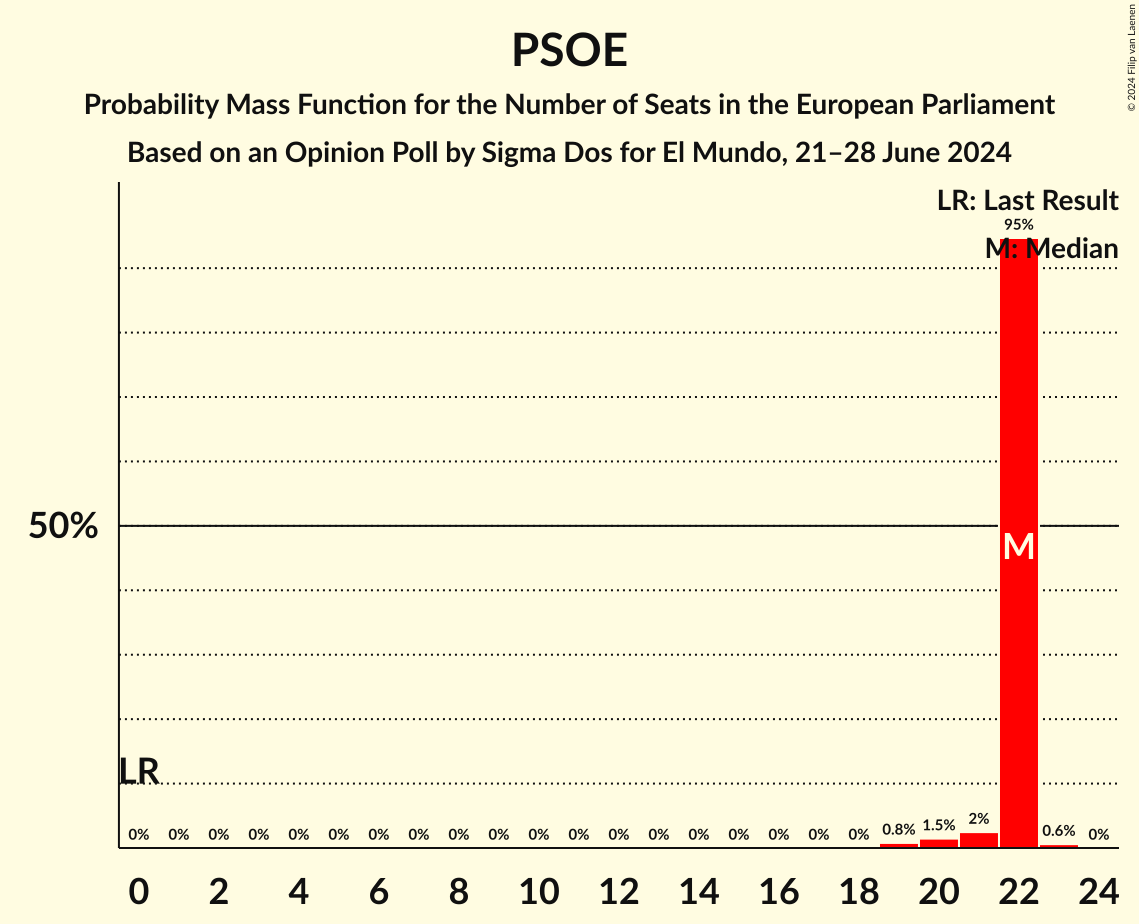 PSOE
Probability Mass Function for the Number of Seats in the European Parliament
Based on an Opinion Poll by Sigma Dos for El Mundo, 21–28 June 2024
© 2024 Filip van Laenen
LR: Last Result
95%
M: Median
50%
M
LR
0% 0% 0% 0% 0% 0% 0% 0% 0% 0% 0% 0% 0% 0% 0% 0% 0% 0% 0% 0.8% 1.5% 2% 0.6% 0%
0 2 4 6 8 10 12 14 16 18 20 22 24